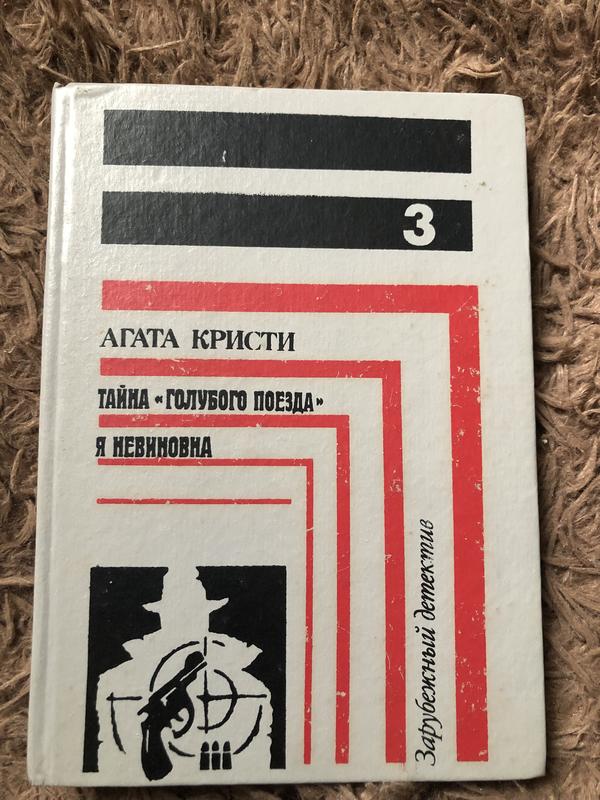 3
АГАТА КРИСТИ
ТАЙНА «ГОЛУБОГО ПОЕЗДА»
Я НЕВИНОВНА
Зарубежный детектив